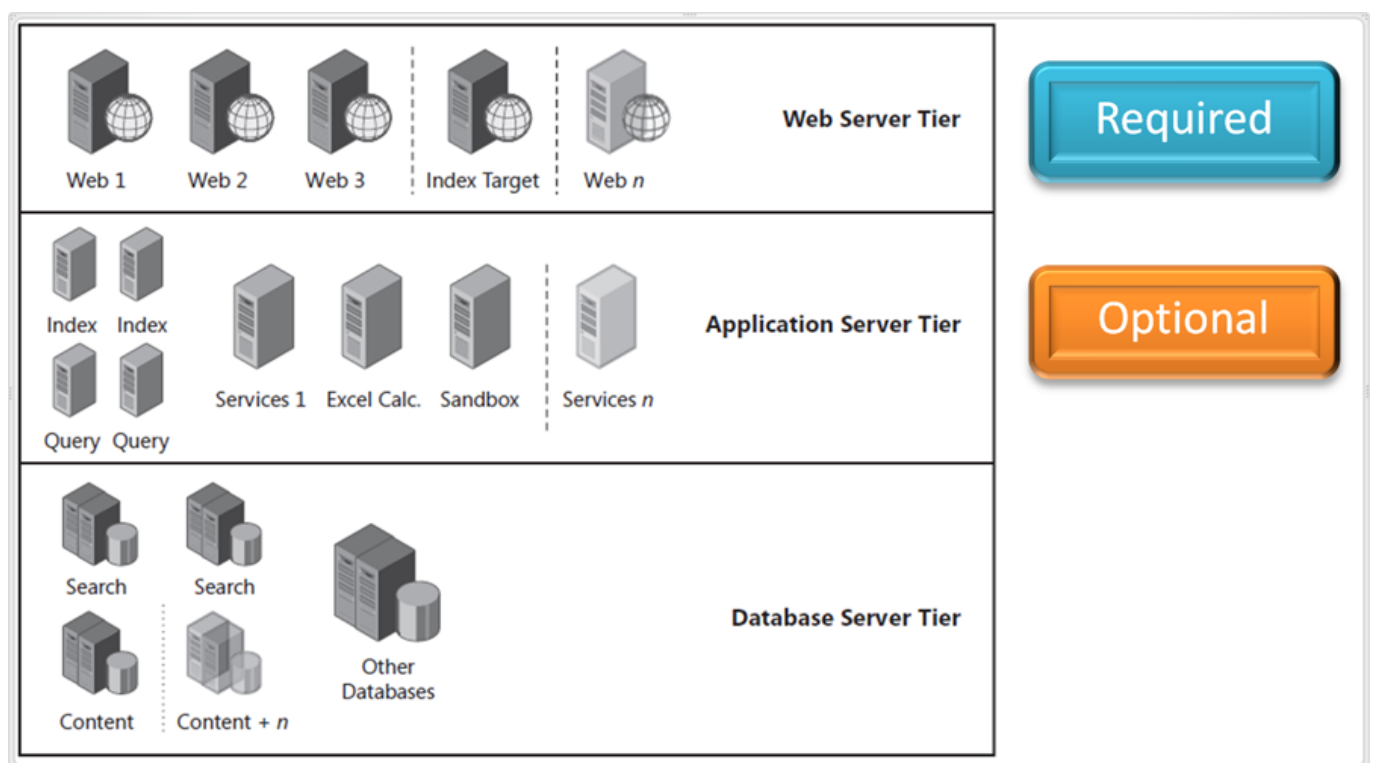 Web 1
Web 2
Web 3
Index Target
Web n
Web Server Tier
Required
Index
Index
Query
Query
Services 1
Excel Calc.
Sandbox
Services n
Application Server Tier
Optional
Search
Search
Content
Content + n
Other
Databases
Database Server Tier